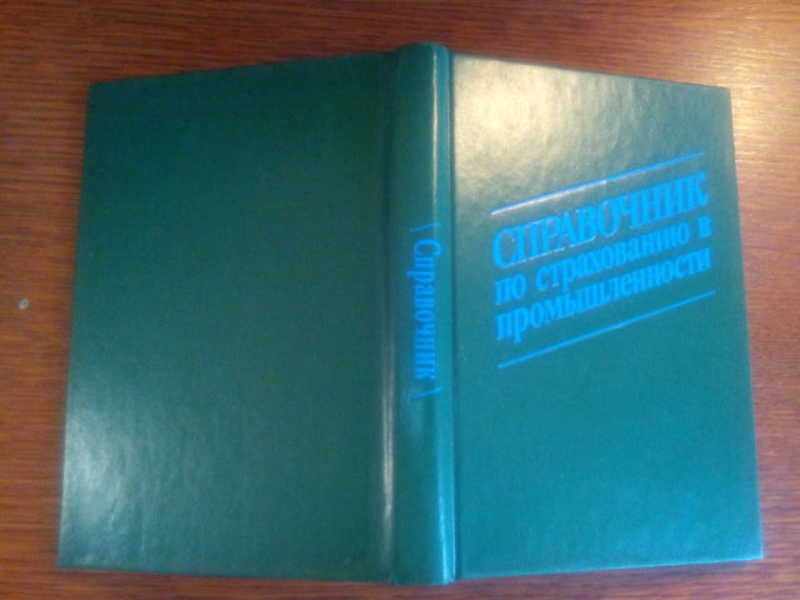 Справочник
СПРАВОЧНИК
по страхованию в
промышленности